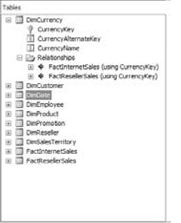 Tables
DimCurrency
CurrencyKey
CurrencyAlternateKey
CurrencyName
Relationships
FactInternetSales (using CurrencyKey)
FactResellerSales (using CurrencyKey)
DimCustomer
DimDate
DimEmployee
DimProduct
DimPromotion
DimReseller
DimSalesTerritory
FactInternetSales
FactResellerSales